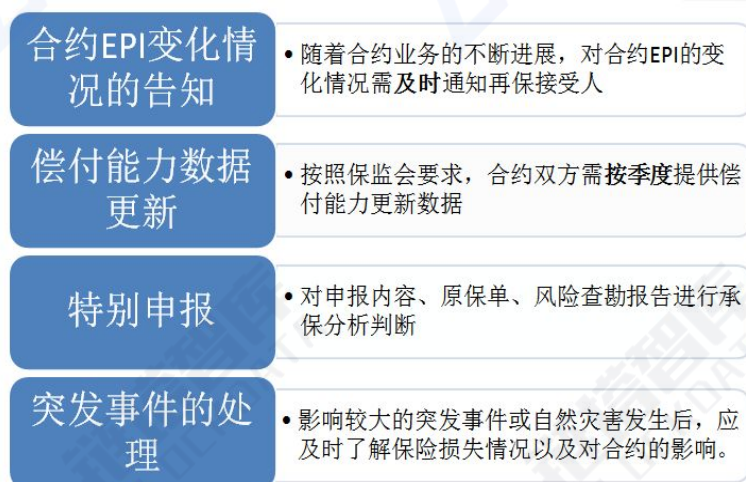 合约EPI变化情
况的告知
• 随着合约业务的不断进展，对合约EPI的变
化情况需及时通知再保接受人
偿付能力数据
更新
• 按照保监会要求，合约双方需按季度提供偿
付能力更新数据
特别申报
• 对申报内容、原保单、风险查勘报告进行承
保分析判断
突发事件的处
理
• 影响较大的突发事件或自然灾害发生后，应
及时了解保险损失情况以及对合约的影响。